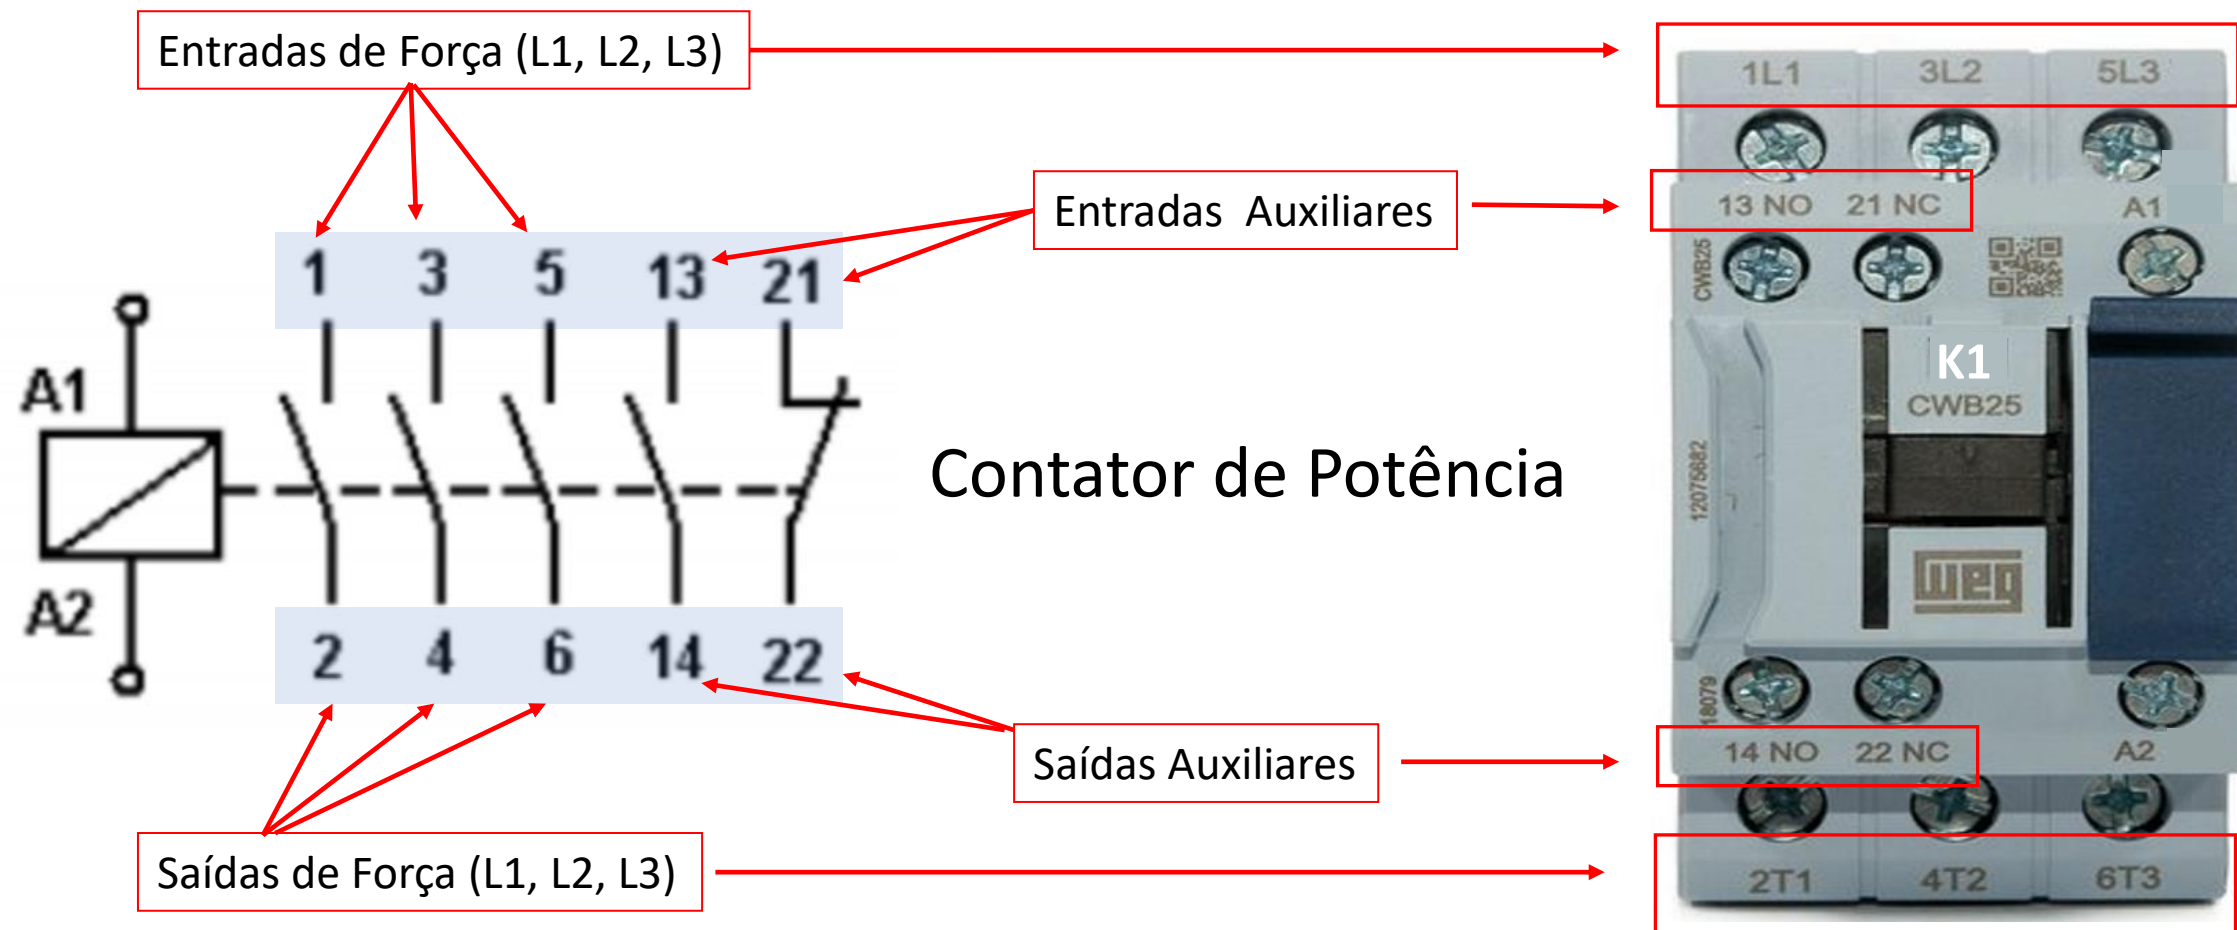 Entradas de Força (L1, L2, L3)
1L1 3L2 5L3
Entradas Auxiliares
13 NO 21 NC A1
1 3 5 13 21
CWB25
A1
K1
CWB25
Contator de Potência
12075682
weg
A2
2 4 6 14 22
18079
Saídas Auxiliares
14 NO 22 NC A2
Saídas de Força (L1, L2, L3)
2T1 4T2 6T3